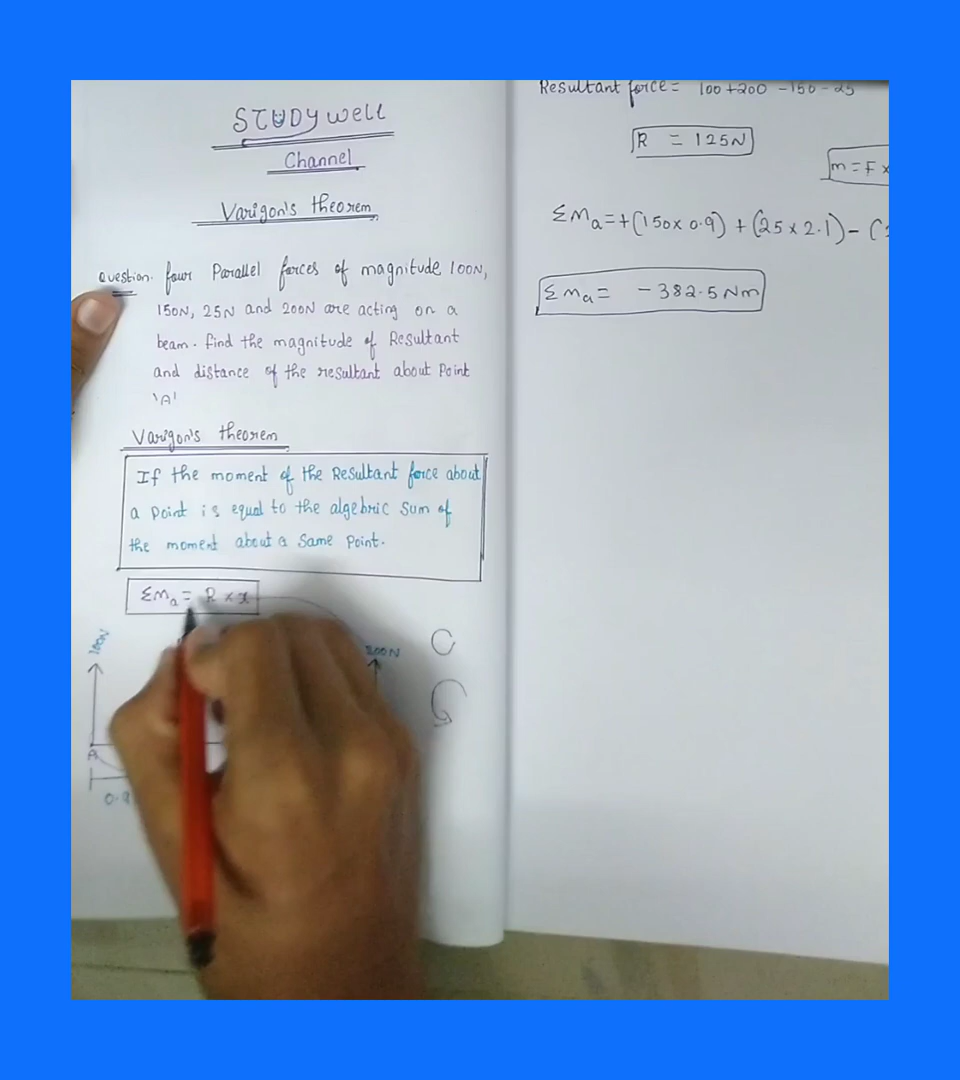 STUDY well
Channel
Varigon's theorem
Question. four Parallel forces of magnitude 100N,
150N, 25N and 200N are acting on a
beam. find the magnitude of Resultant
and distance of the resultant about Point
'A'
Varigon's theorem
If the moment of the Resultant force about
a point is equal to the algebric sum of
the moment about a Same Point.
ΣMa = R × x
100N
200N
A
Resultant force = 100 +200 -150 -25
R = 125N
m = F ×
ΣMa = +(150 × 0.9) + (25 × 2.1) - (
ΣMa = - 382.5 Nm